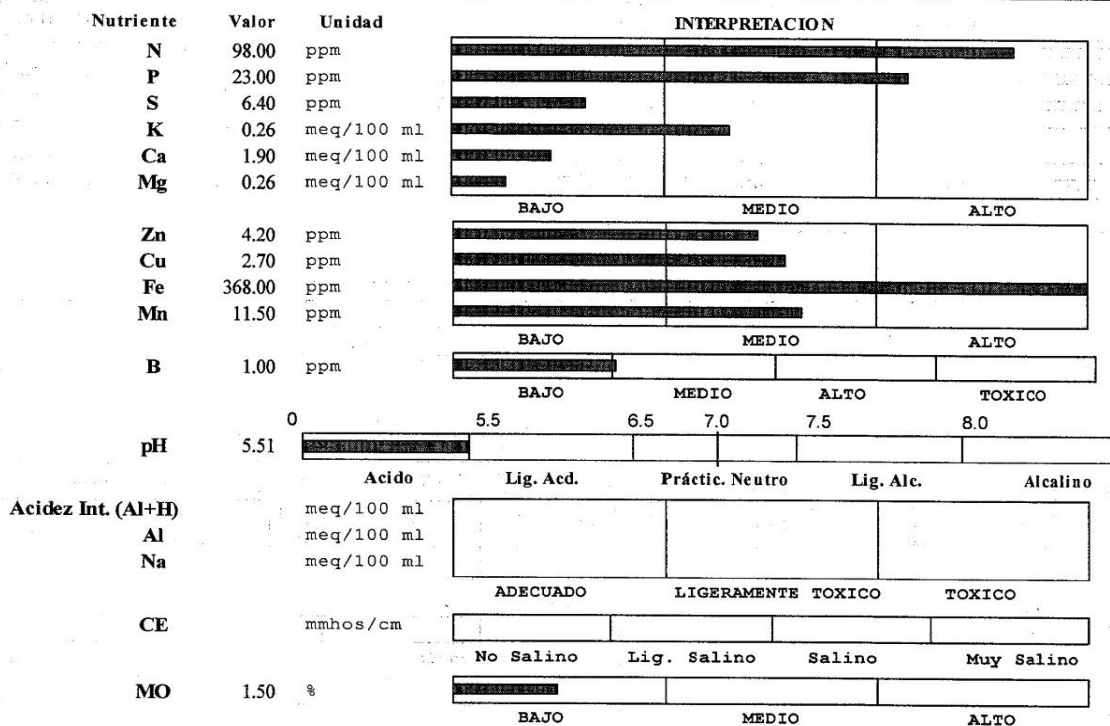 Nutriente Valor Unidad INTERPRETACION
N 98.00 ppm
P 23.00 ppm
S 6.40 ppm
K 0.26 meq/100 ml
Ca 1.90 meq/100 ml
Mg 0.26 meq/100 ml
BAJO MEDIO ALTO
Zn 4.20 ppm
Cu 2.70 ppm
Fe 368.00 ppm
Mn 11.50 ppm
BAJO MEDIO ALTO
B 1.00 ppm
BAJO MEDIO ALTO TOXICO
0 5.5 6.5 7.0 7.5 8.0
pH 5.51
Acido Lig. Acd. Práctic. Neutro Lig. Alc. Alcalino
Acidez Int. (Al+H) meq/100 ml
Al meq/100 ml
Na meq/100 ml
ADECUADO LIGERAMENTE TOXICO TOXICO
CE mmhos/cm
No Salino Lig. Salino Salino Muy Salino
MO 1.50 %
BAJO MEDIO ALTO